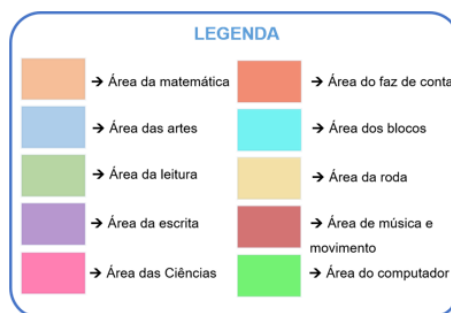 LEGENDA
→ Área da matemática
→ Área das artes
→ Área da leitura
→ Área da escrita
→ Área das Ciências
→ Área do faz de conta
→ Área dos blocos
→ Área da roda
→ Área de música e
movimento
→ Área do computador